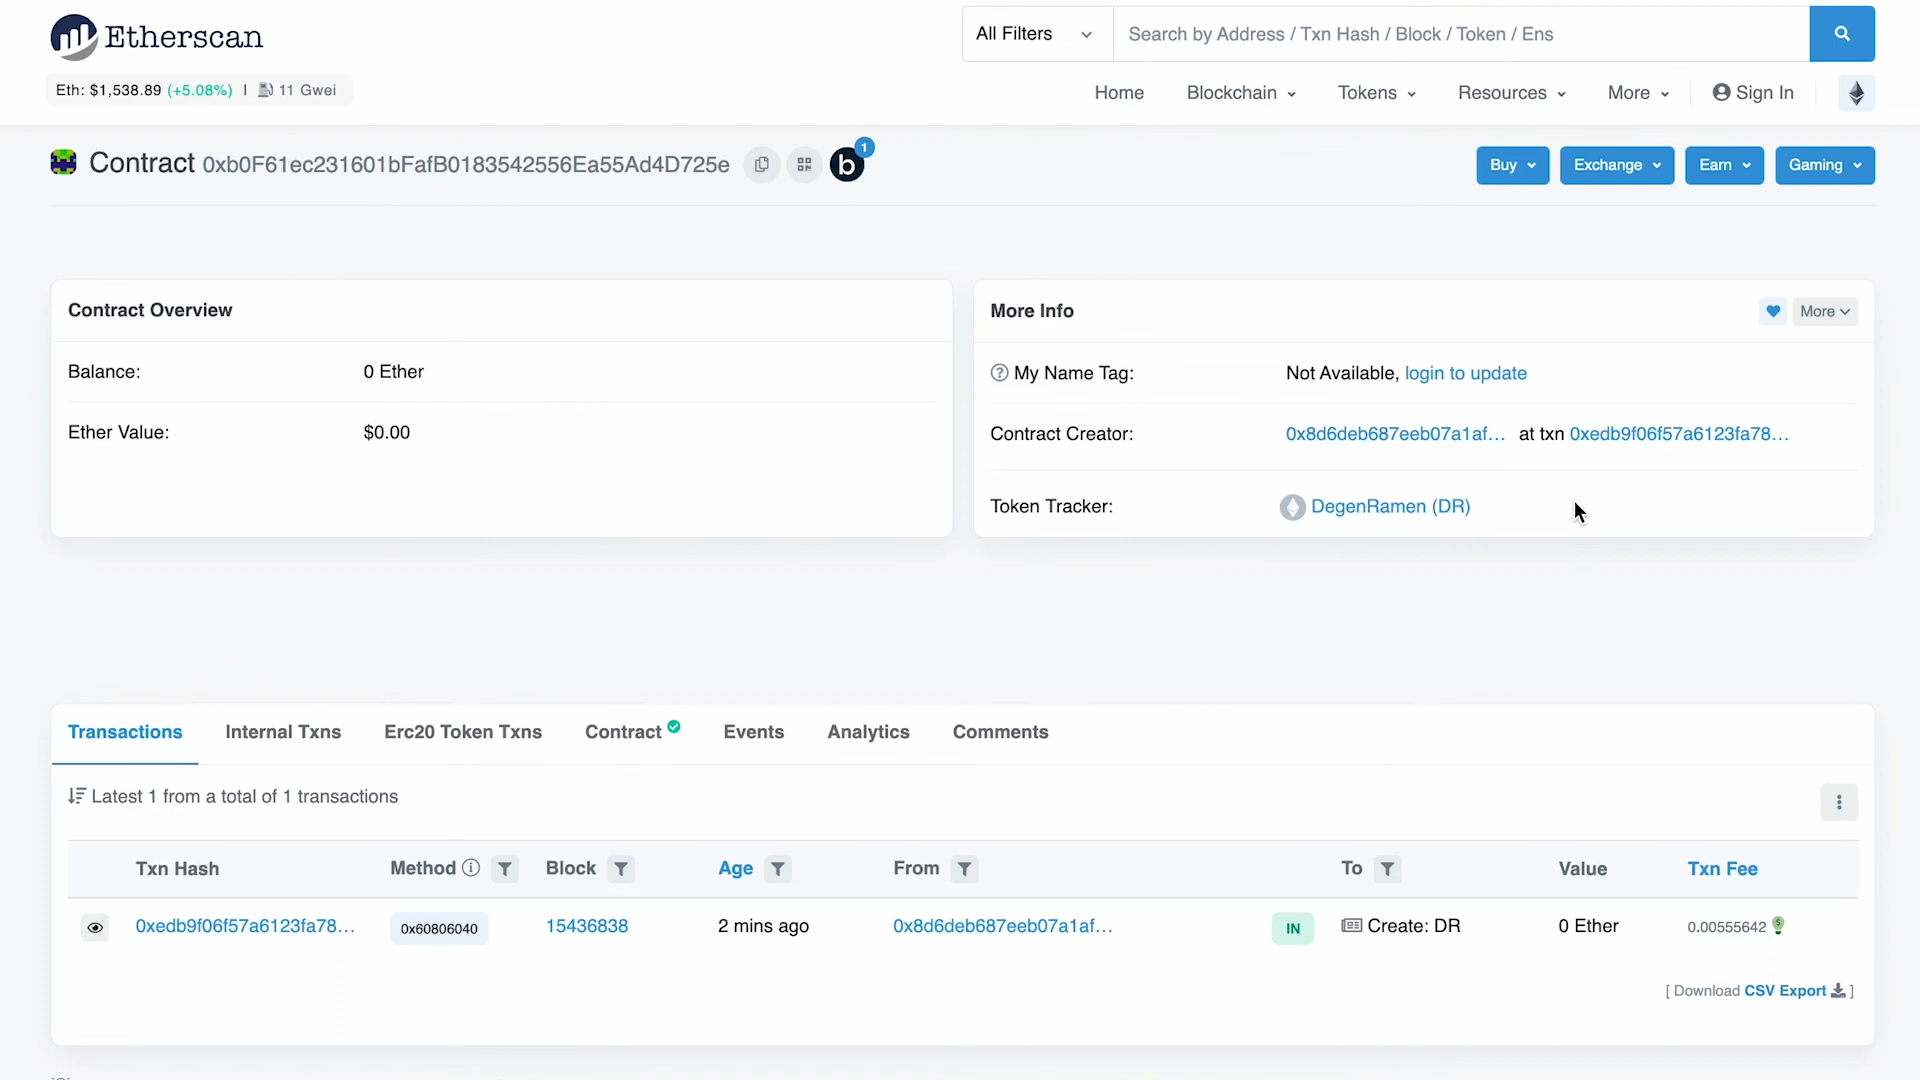 Etherscan
All Filters
Search by Address / Txn Hash / Block / Token / Ens
Eth: $1,538.89 (+5.08%) | 11 Gwei
Home Blockchain Tokens Resources More Sign In
Contract 0xb0F61ec231601bFafB0183542556Ea55Ad4D725e b 1
Buy Exchange Earn Gaming
Contract Overview
Balance: 0 Ether
Ether Value: $0.00
More Info
More
My Name Tag: Not Available, login to update
Contract Creator: 0x8d6deb687eeb07a1af... at txn 0xedb9f06f57a6123fa78...
Token Tracker: DegenRamen (DR)
Transactions Internal Txns Erc20 Token Txns Contract Events Analytics Comments
Latest 1 from a total of 1 transactions
Txn Hash Method Block Age From To Value Txn Fee
0xedb9f06f57a6123fa78... 0x60806040 15436838 2 mins ago 0x8d6deb687eeb07a1af... IN Create: DR 0 Ether 0.00555642
[ Download CSV Export ]